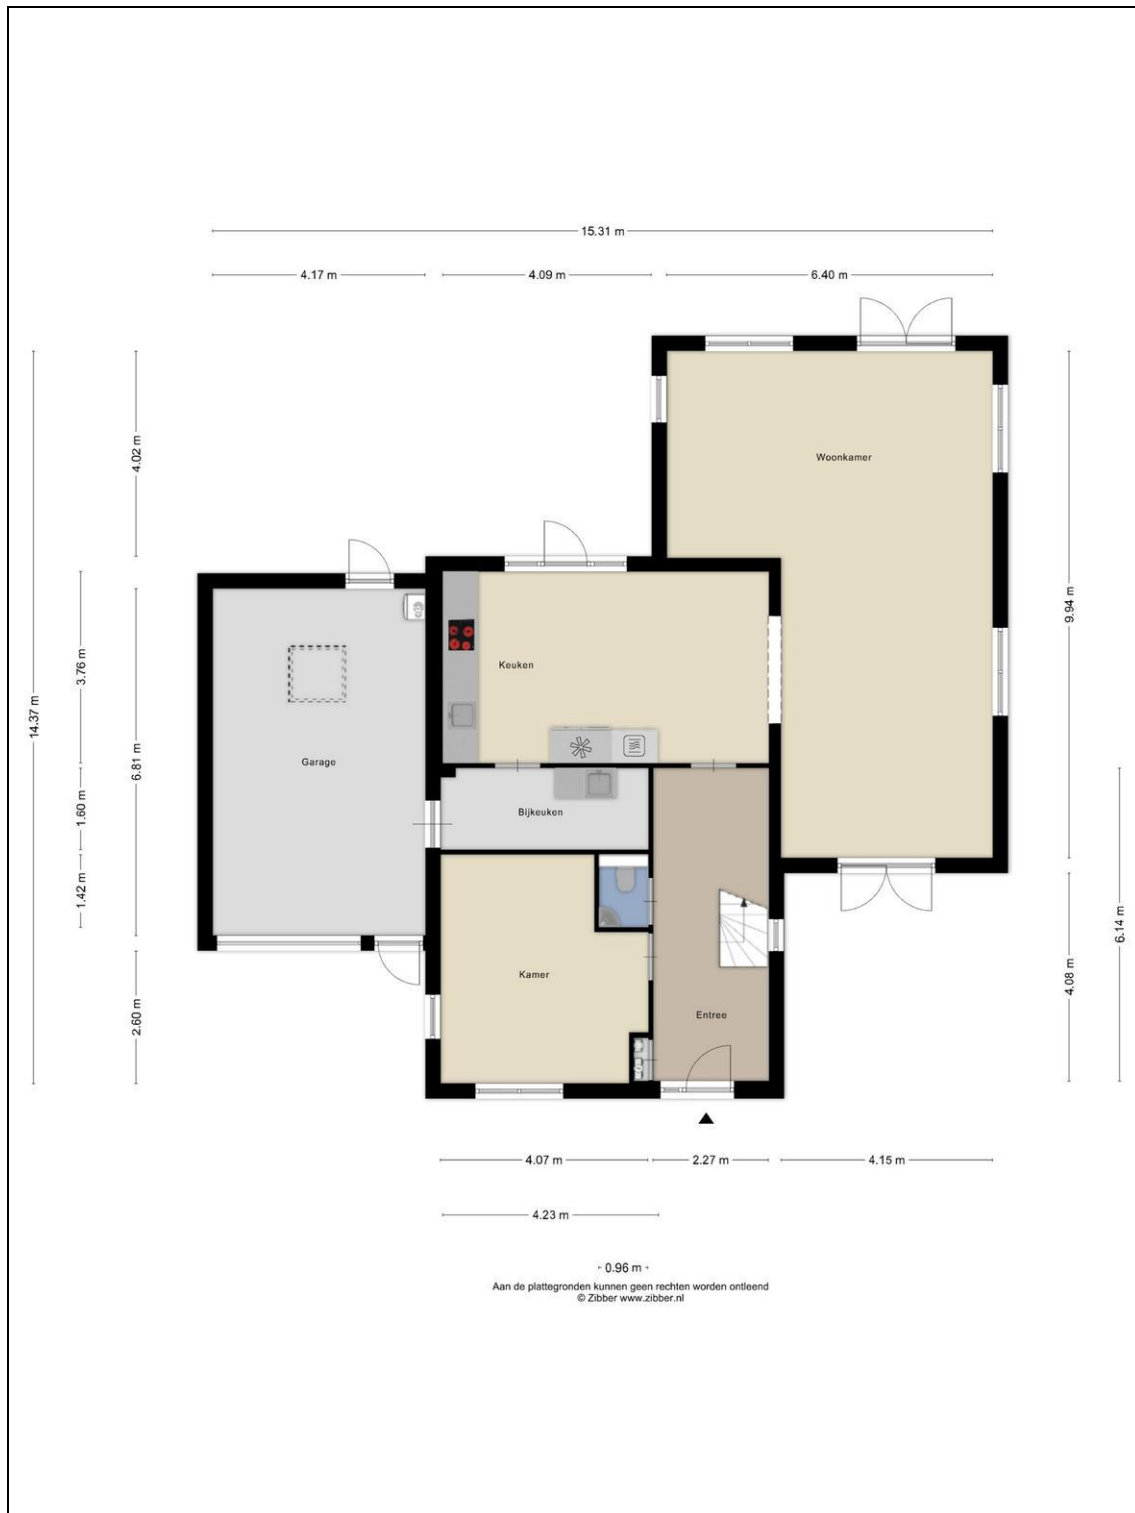 15.31 m
4.17 m
4.09 m
6.40 m
4.02 m
Woonkamer
9.94 m
3.76 m
Keuken
14.37 m
6.81 m
Garage
1.60 m
Bijkeuken
1.42 m
6.14 m
Kamer
4.08 m
2.60 m
Entree
4.07 m
2.27 m
4.15 m
4.23 m
0.96 m
Aan de plattegronden kunnen geen rechten worden ontleend
© Zibber www.zibber.nl